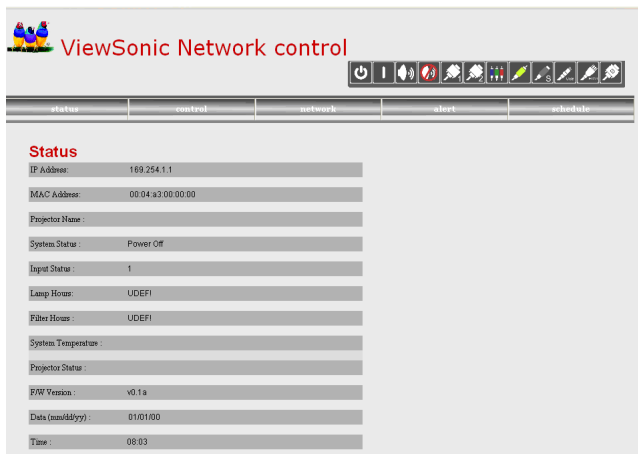 ViewSonic Network control
1 2 S
status control network alert schedule
Status
IP Address: 169.254.1.1
MAC Address: 00:04:a3:00:00:00
Projector Name :
System Status : Power Off
Input Status : 1
Lamp Hours: UDEF!
Filter Hours : UDEF!
System Temperature :
Projector Status :
F/W Version : v0.1a
Data (mm/dd/yy) : 01/01/00
Time : 08:03